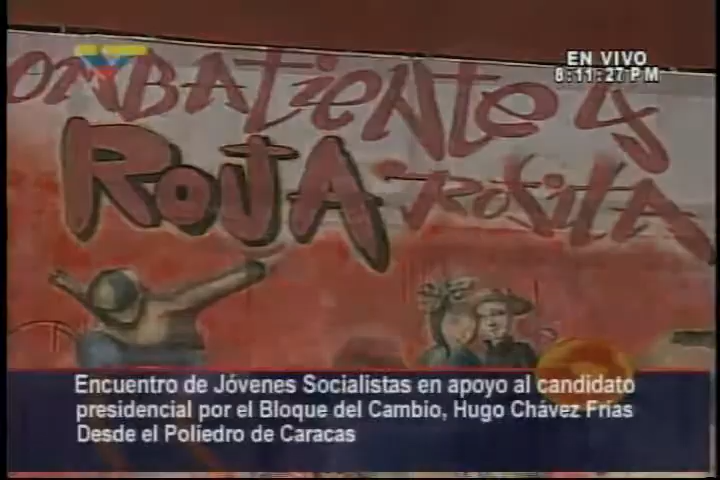 EN VIVO
8:11:27 PM
OMBATIENTE Y
ROJA ROJITA
Encuentro de Jóvenes Socialistas en apoyo al candidato
presidencial por el Bloque del Cambio, Hugo Chávez Frías
Desde el Poliedro de Caracas